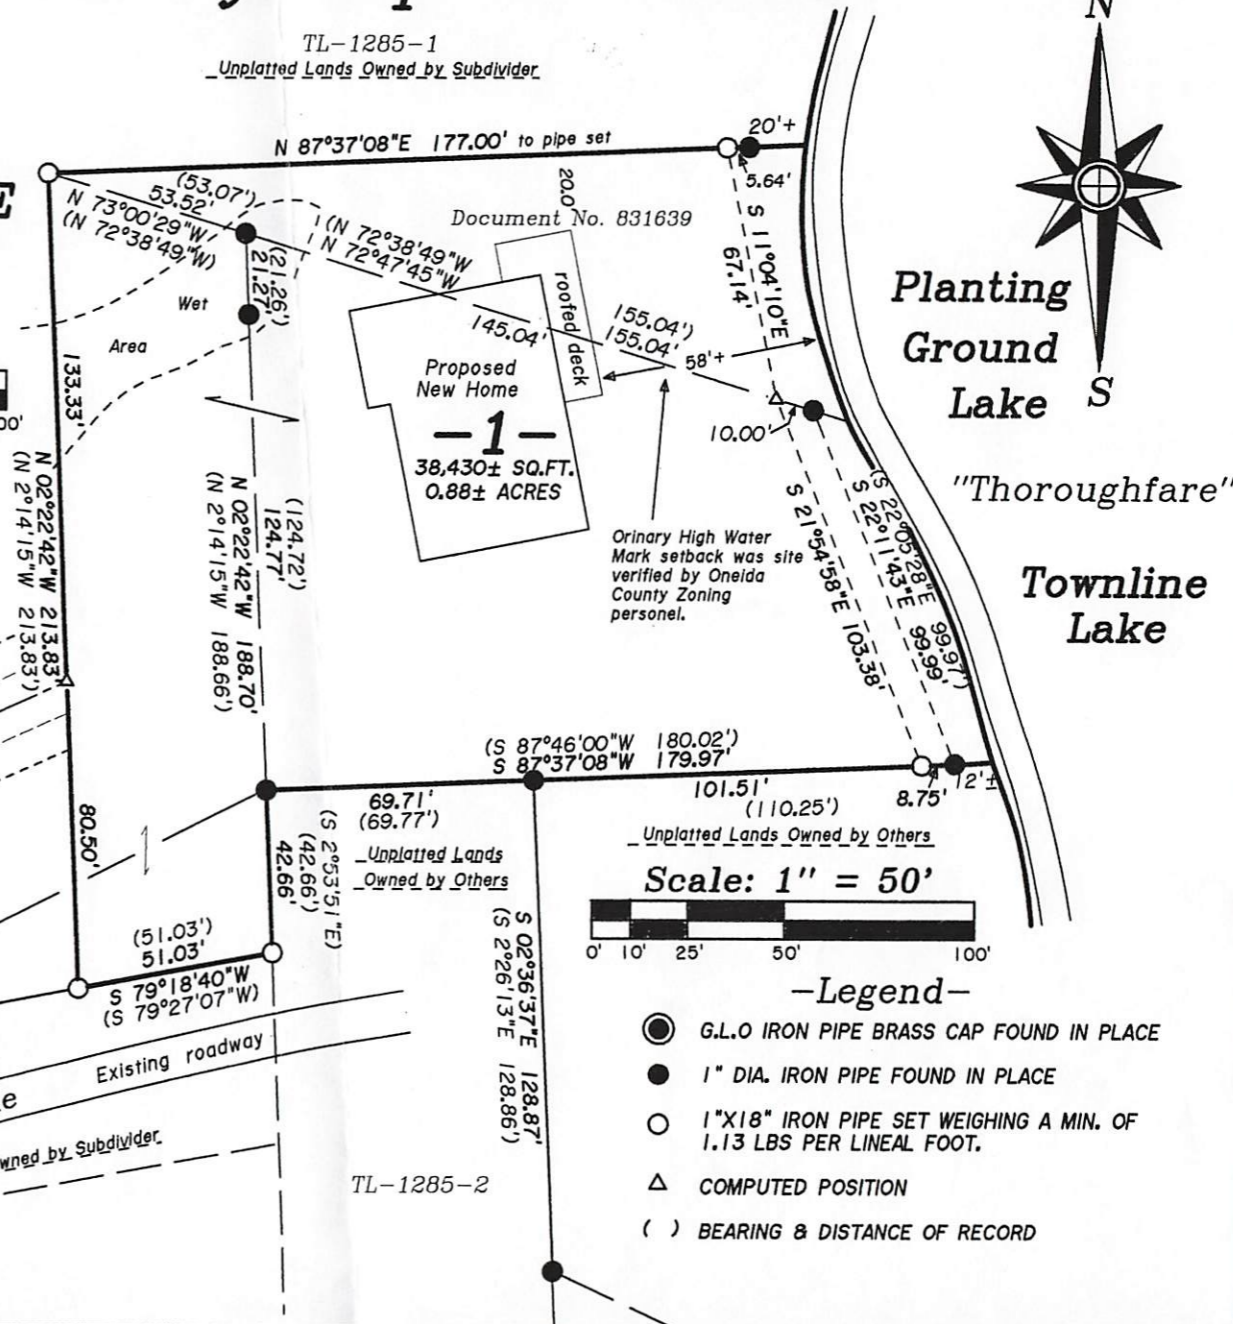 TL-1285-1
Unplatted Lands Owned by Subdivider
N
N 87°37'08"E 177.00' to pipe set
20'±
5.64'
(53.07')
53.52'
N 73°00'29"W
(N 72°38'49"W)
20.0
Document No. 831639
(N 72°38'49"W
N 72°47'45"W
145.04'
155.04')
155.04'
S 11°04'10"E
67.14'
(21.26')
21.27'
Wet
Area
roofed deck
58'±
Planting
Ground
Lake
S
Proposed
New Home
-1-
38,430± SQ.FT.
0.88± ACRES
10.00'
"Thoroughfare"
Townline
Lake
133.33'
N 02°22'42"W 213.83'
(N 2°14'15"W 213.83')
(124.72')
124.77'
N 02°22'42"W 188.70'
(N 2°14'15"W 188.66')
Orinary High Water
Mark setback was site
verified by Oneida
County Zoning
personel.
(S 22°05'28"E 99.97')
S 22°11'43"E 99.99'
S 21°54'58"E 103.38'
(S 87°46'00"W 180.02')
S 87°37'08"W 179.97'
69.71'
(69.77')
101.51'
(110.25')
8.75'
12'±
Unplatted Lands Owned by Others
Unplatted Lands
Owned by Others
80.50'
(S 2°53'51"E)
(42.66')
42.66'
(51.03')
51.03'
S 79°18'40"W
(S 79°27'07"W)
Scale: 1" = 50'
0' 10' 25' 50' 100'
S 02°36'37"E 128.87'
(S 2°26'13"E 128.86')
Existing roadway
wned by Subdivider
TL-1285-2
-Legend-
G.L.O IRON PIPE BRASS CAP FOUND IN PLACE
1" DIA. IRON PIPE FOUND IN PLACE
1"X18" IRON PIPE SET WEIGHING A MIN. OF
1.13 LBS PER LINEAL FOOT.
COMPUTED POSITION
( ) BEARING & DISTANCE OF RECORD